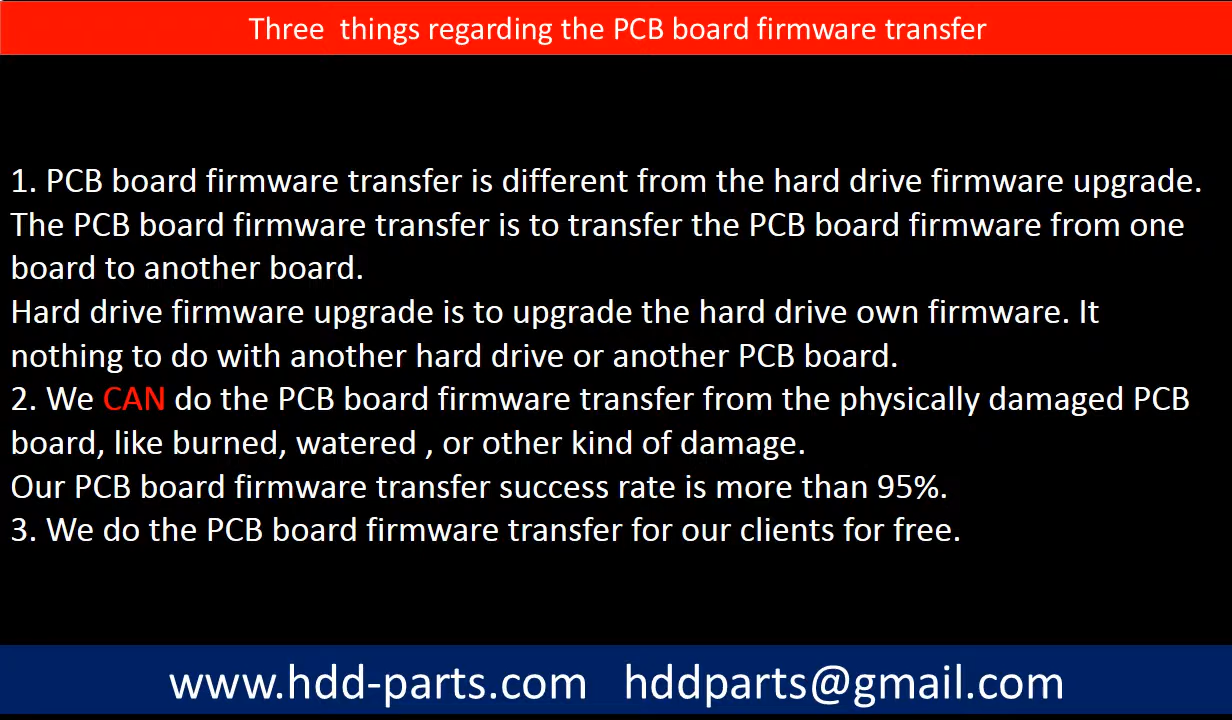 Three  things regarding the PCB board firmware transfer
1. PCB board firmware transfer is different from the hard drive firmware upgrade.
The PCB board firmware transfer is to transfer the PCB board firmware from one
board to another board.
Hard drive firmware upgrade is to upgrade the hard drive own firmware. It
nothing to do with another hard drive or another PCB board.
2. We CAN do the PCB board firmware transfer from the physically damaged PCB
board, like burned, watered , or other kind of damage.
Our PCB board firmware transfer success rate is more than 95%.
3. We do the PCB board firmware transfer for our clients for free.
www.hdd-parts.com   hddparts@gmail.com